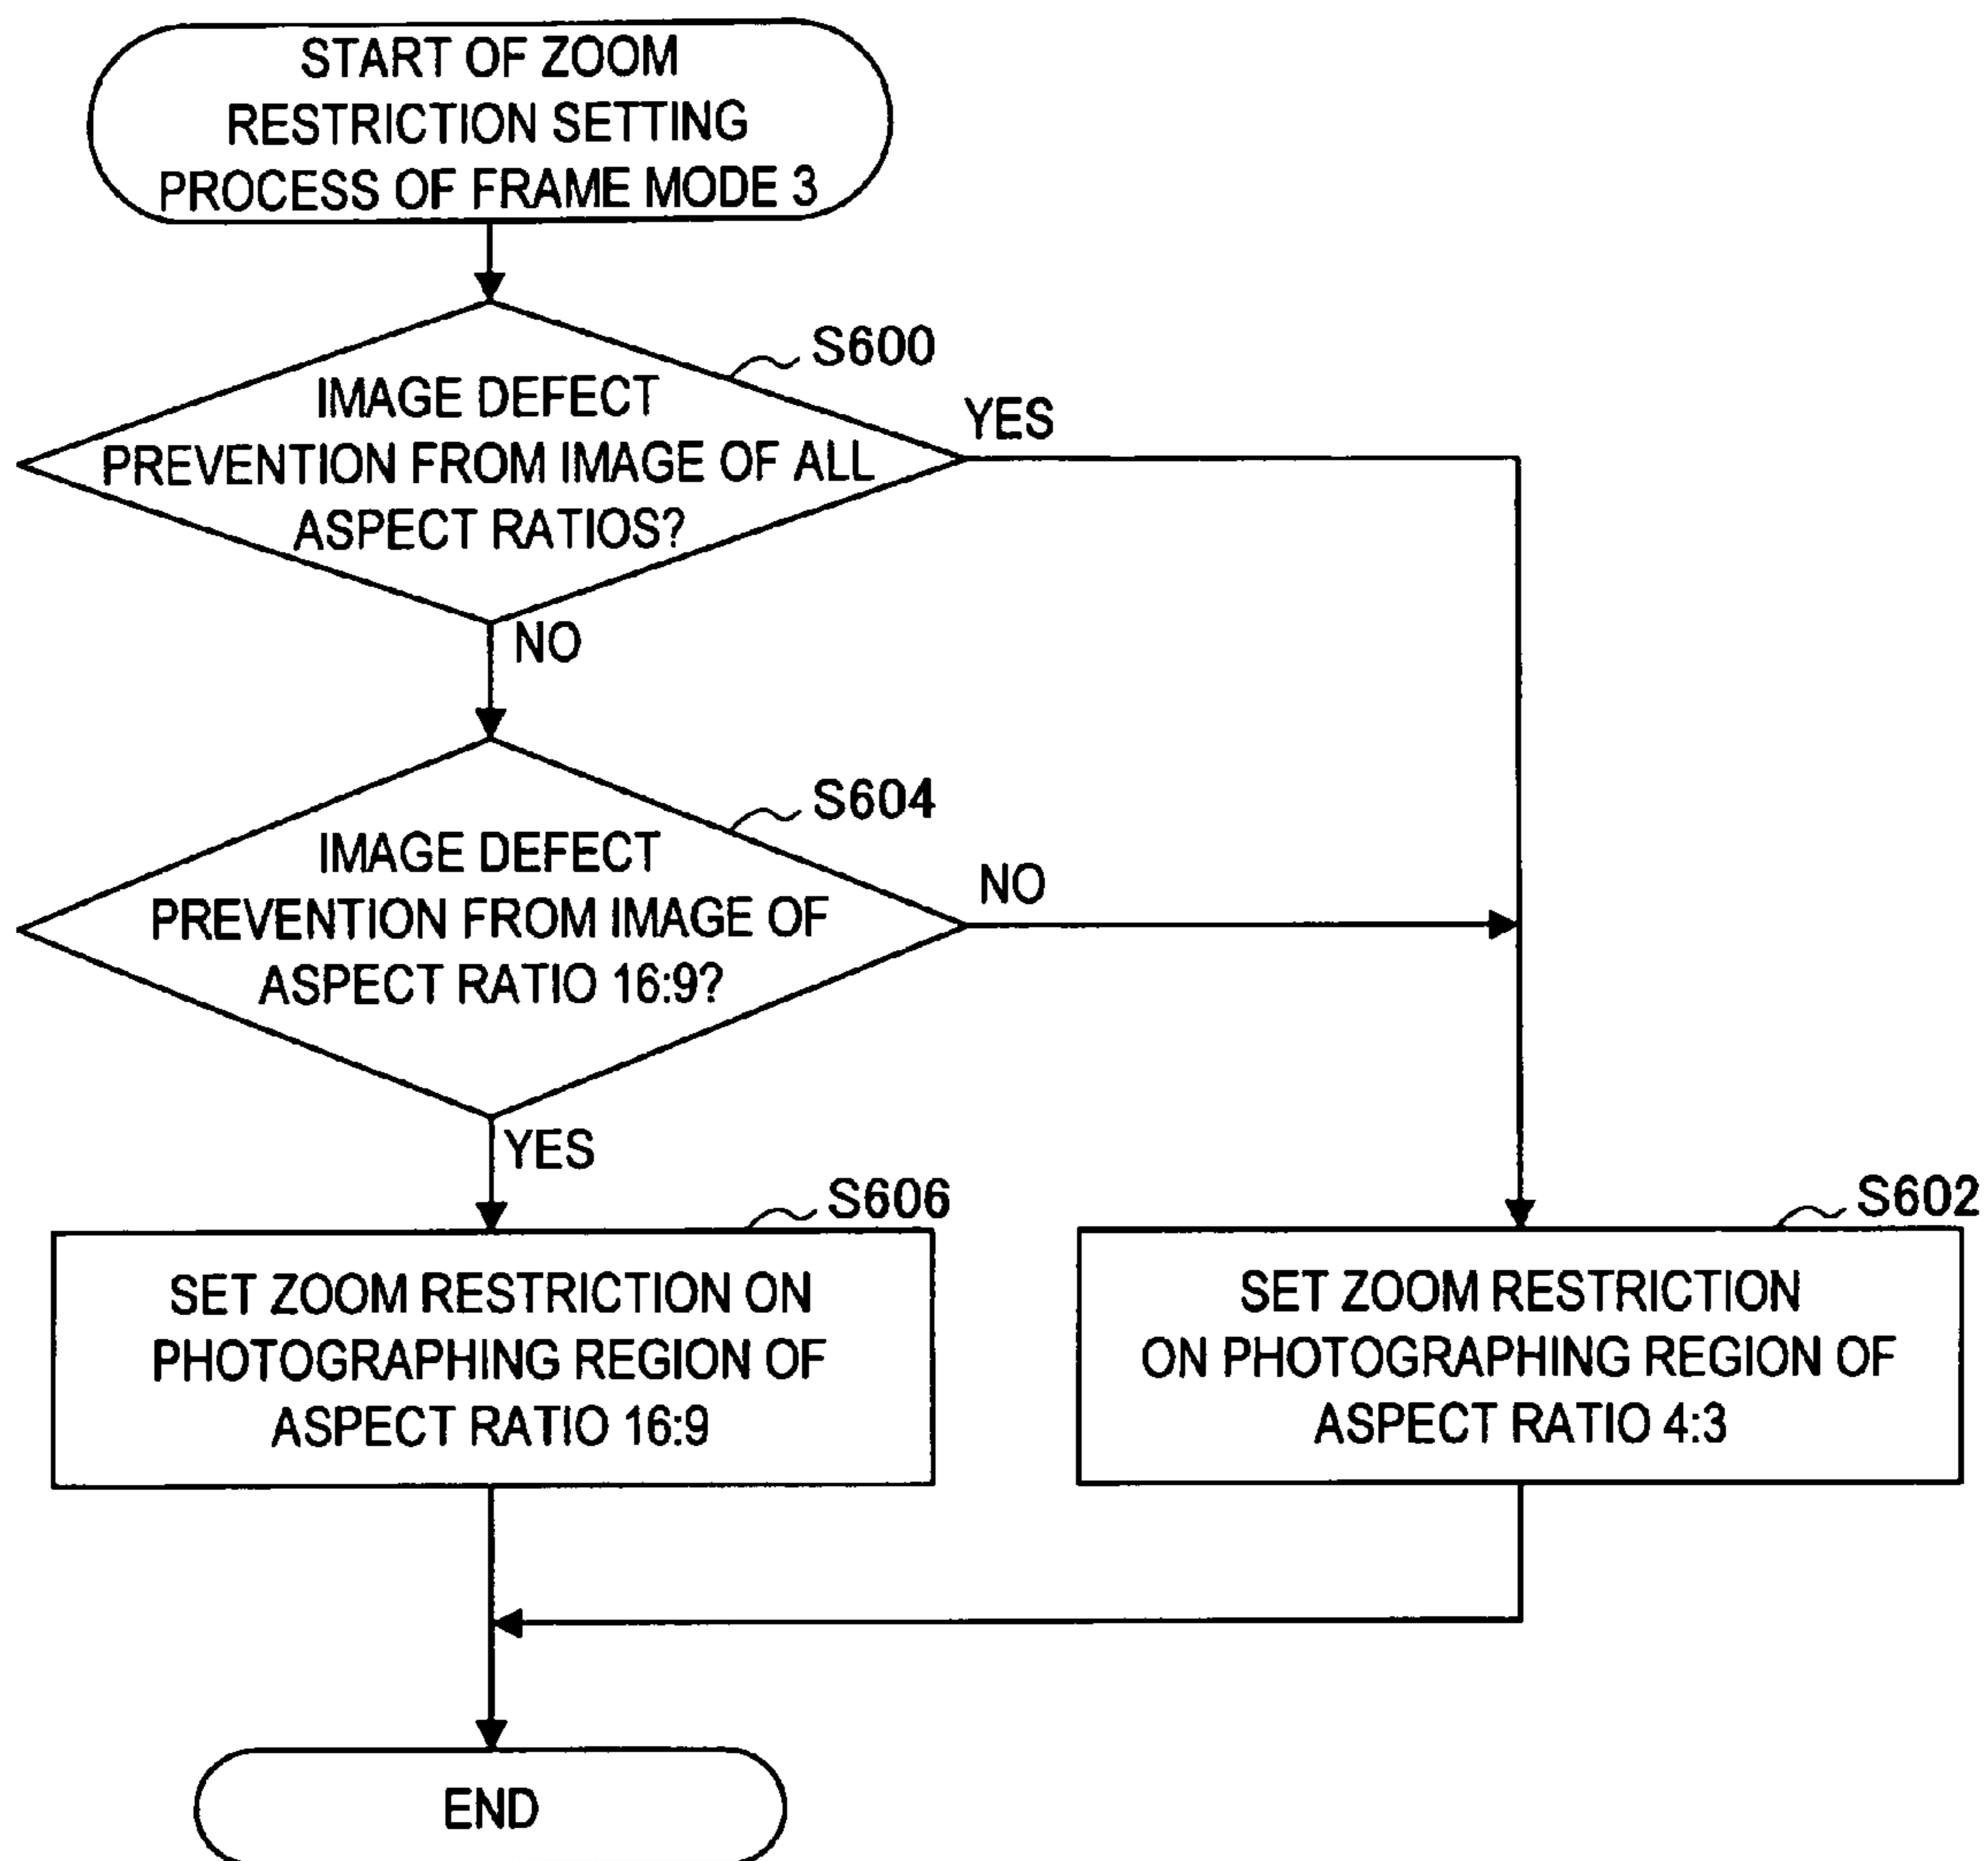 START OF ZOOM
RESTRICTION SETTING
PROCESS OF FRAME MODE 3
S600
IMAGE DEFECT
PREVENTION FROM IMAGE OF ALL
ASPECT RATIOS?
YES
NO
S604
IMAGE DEFECT
PREVENTION FROM IMAGE OF
ASPECT RATIO 16:9?
NO
YES
S606
SET ZOOM RESTRICTION ON
PHOTOGRAPHING REGION OF
ASPECT RATIO 16:9
S602
SET ZOOM RESTRICTION
ON PHOTOGRAPHING REGION OF
ASPECT RATIO 4:3
END